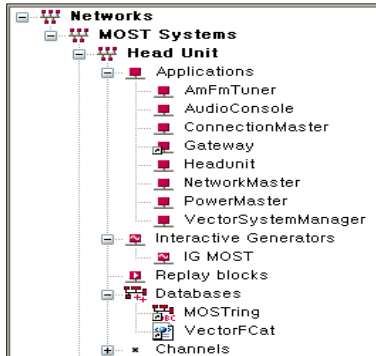 Networks
MOST Systems
Head Unit
Applications
AmFmTuner
AudioConsole
ConnectionMaster
Gateway
Headunit
NetworkMaster
PowerMaster
VectorSystemManager
Interactive Generators
IG MOST
Replay blocks
Databases
MOSTring
VectorFCat
Channels